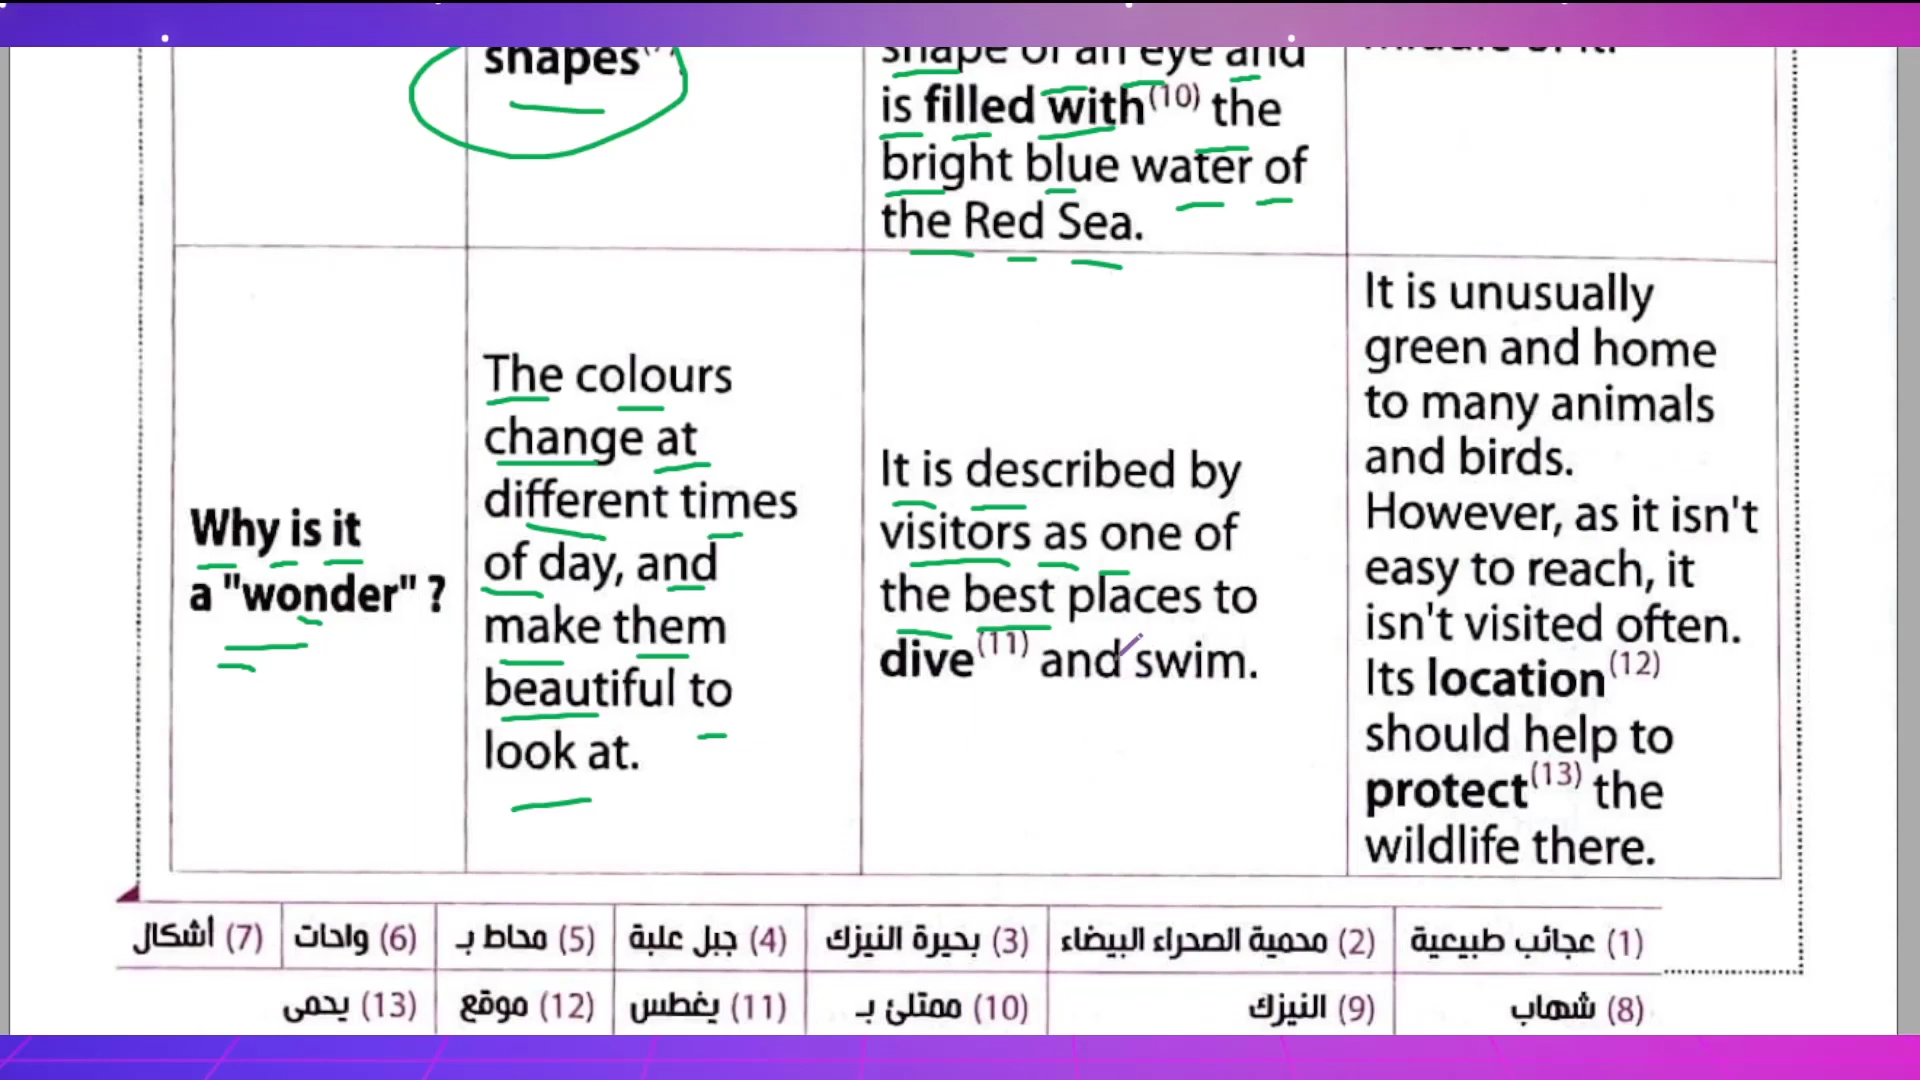 shapes(7)
shape of an eye and
is filled with(10) the
bright blue water of
the Red Sea.
middle of it.
Why is it
a "wonder" ?
The colours
change at
different times
of day, and
make them
beautiful to
look at.
It is described by
visitors as one of
the best places to
dive(11) and swim.
It is unusually
green and home
to many animals
and birds.
However, as it isn't
easy to reach, it
isn't visited often.
Its location(12)
should help to
protect(13) the
wildlife there.
(1) عجائب طبيعية
(2) محمية الصحراء البيضاء
(3) بحيرة النيزك
(4) جبل علبة
(5) محاط بـ
(6) واحات
(7) أشكال
(8) شهاب
(9) النيزك
(10) ممتلئ بـ
(11) يغطس
(12) موقع
(13) يحمى